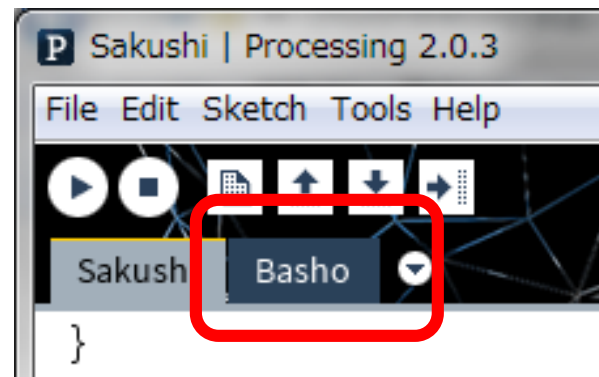 P Sakushi | Processing 2.0.3
File Edit Sketch Tools Help
Sakush Basho
}